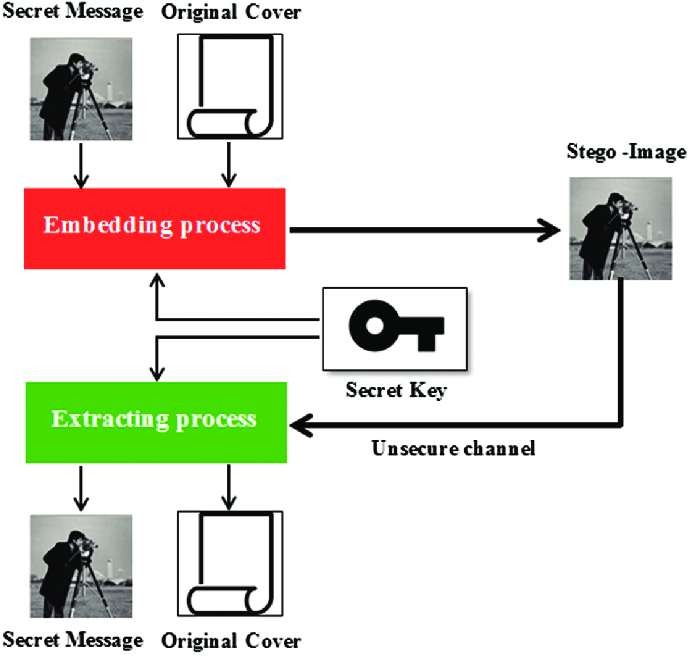 Secret Message
Original Cover
Stego -Image
Embedding process
Secret Key
Extracting process
Unsecure channel
Secret Message
Original Cover